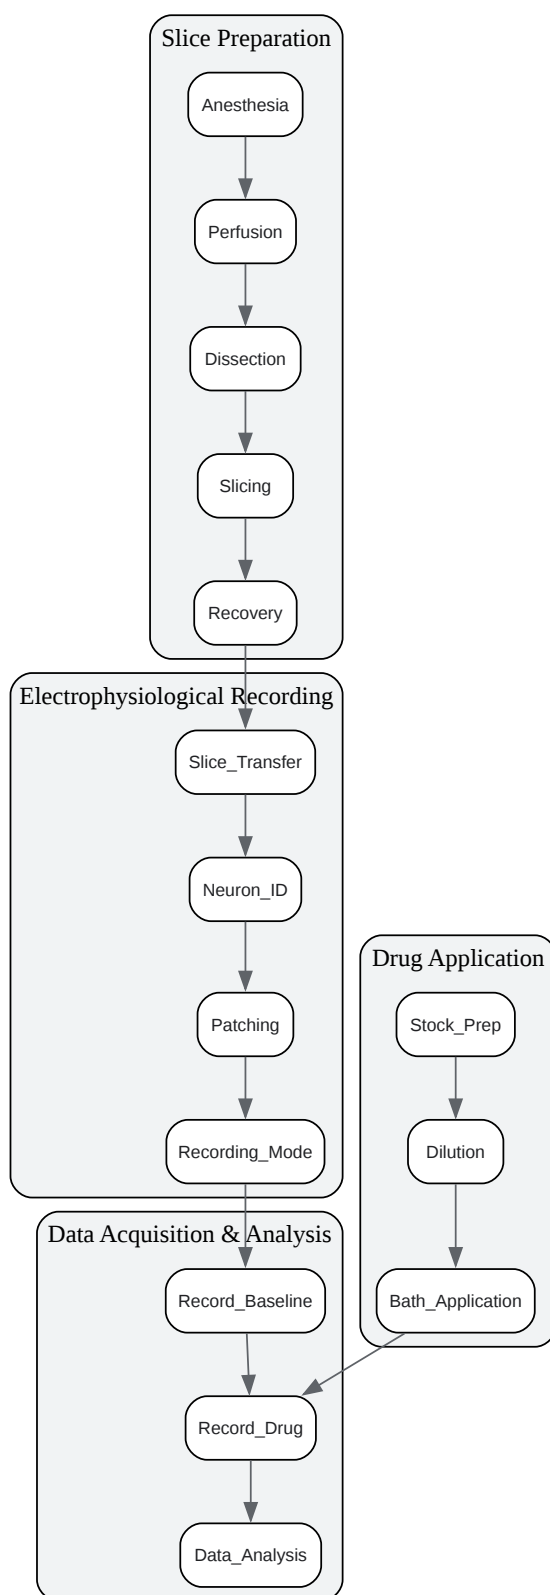 Slice Preparation
Anesthesia
Perfusion
Dissection
Slicing
Recovery
Electrophysiological Recording
Slice_Transfer
Neuron_ID
Patching
Recording_Mode
Drug Application
Stock_Prep
Dilution
Bath_Application
Data Acquisition & Analysis
Record_Baseline
Record_Drug
Data_Analysis